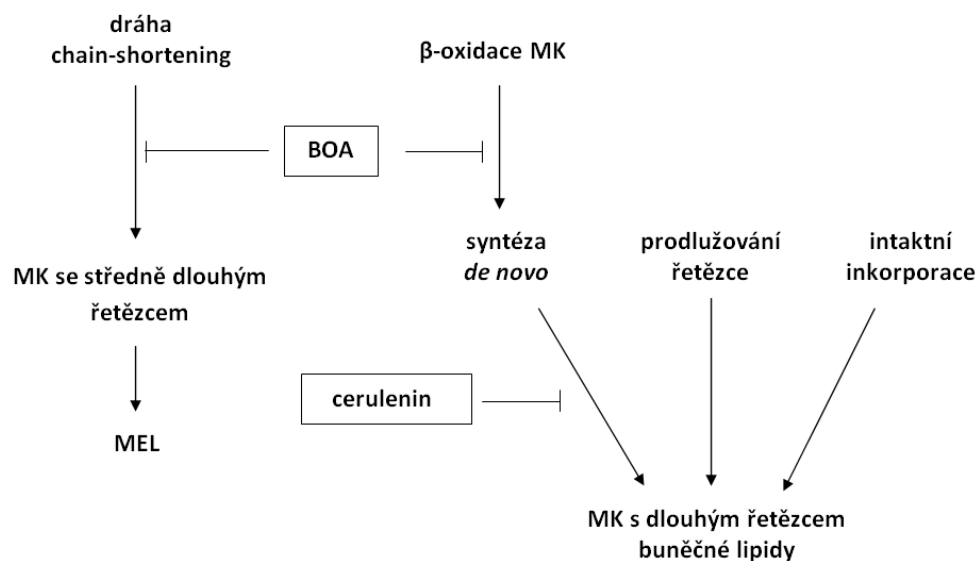 dráha
chain-shortening
β-oxidace MK
BOA
syntéza
de novo
prodlužování
řetězce
intaktní
inkorporace
MK se středně dlouhým
řetězcem
cerulenin
MEL
MK s dlouhým řetězcem
buněčné lipidy